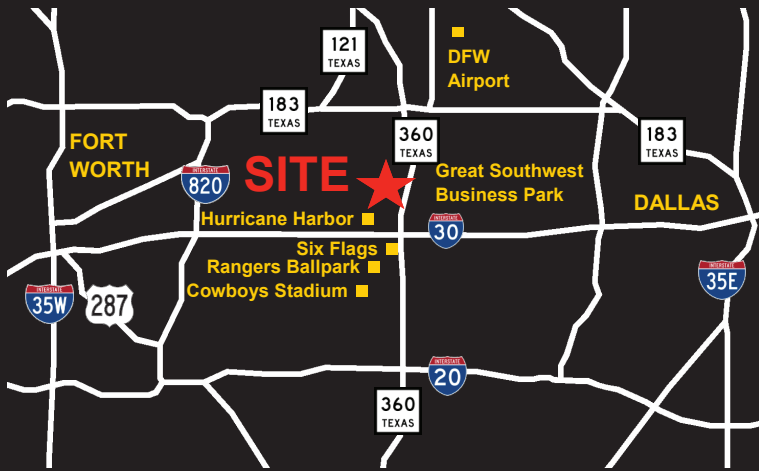 121
TEXAS
DFW
Airport
183
TEXAS
360
TEXAS
183
TEXAS
FORT
WORTH
INTERSTATE
820
SITE
Great Southwest
Business Park
DALLAS
Hurricane Harbor
INTERSTATE
30
Six Flags
Rangers Ballpark
Cowboys Stadium
INTERSTATE
35W
287
INTERSTATE
35E
INTERSTATE
20
360
TEXAS